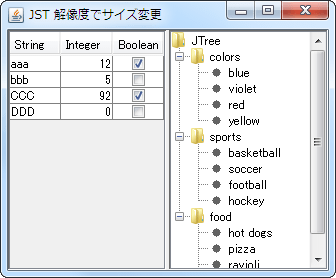 JST 解像度でサイズ変更
String Integer Boolean
aaa 12
bbb 5
CCC 92
DDD 0
JTree
colors
blue
violet
red
yellow
sports
basketball
soccer
football
hockey
food
hot dogs
pizza
ravioli